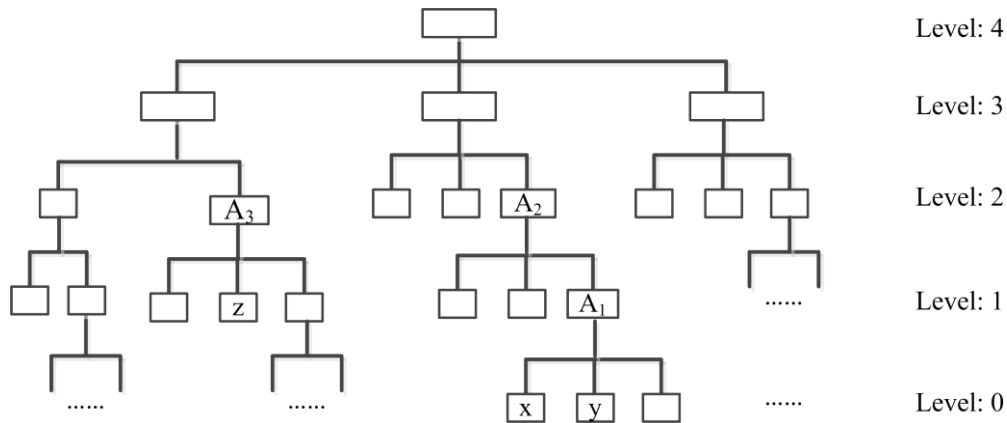 Level: 4
Level: 3
A₃ A₂ Level: 2
z A₁ ...... Level: 1
...... ...... x y ...... Level: 0